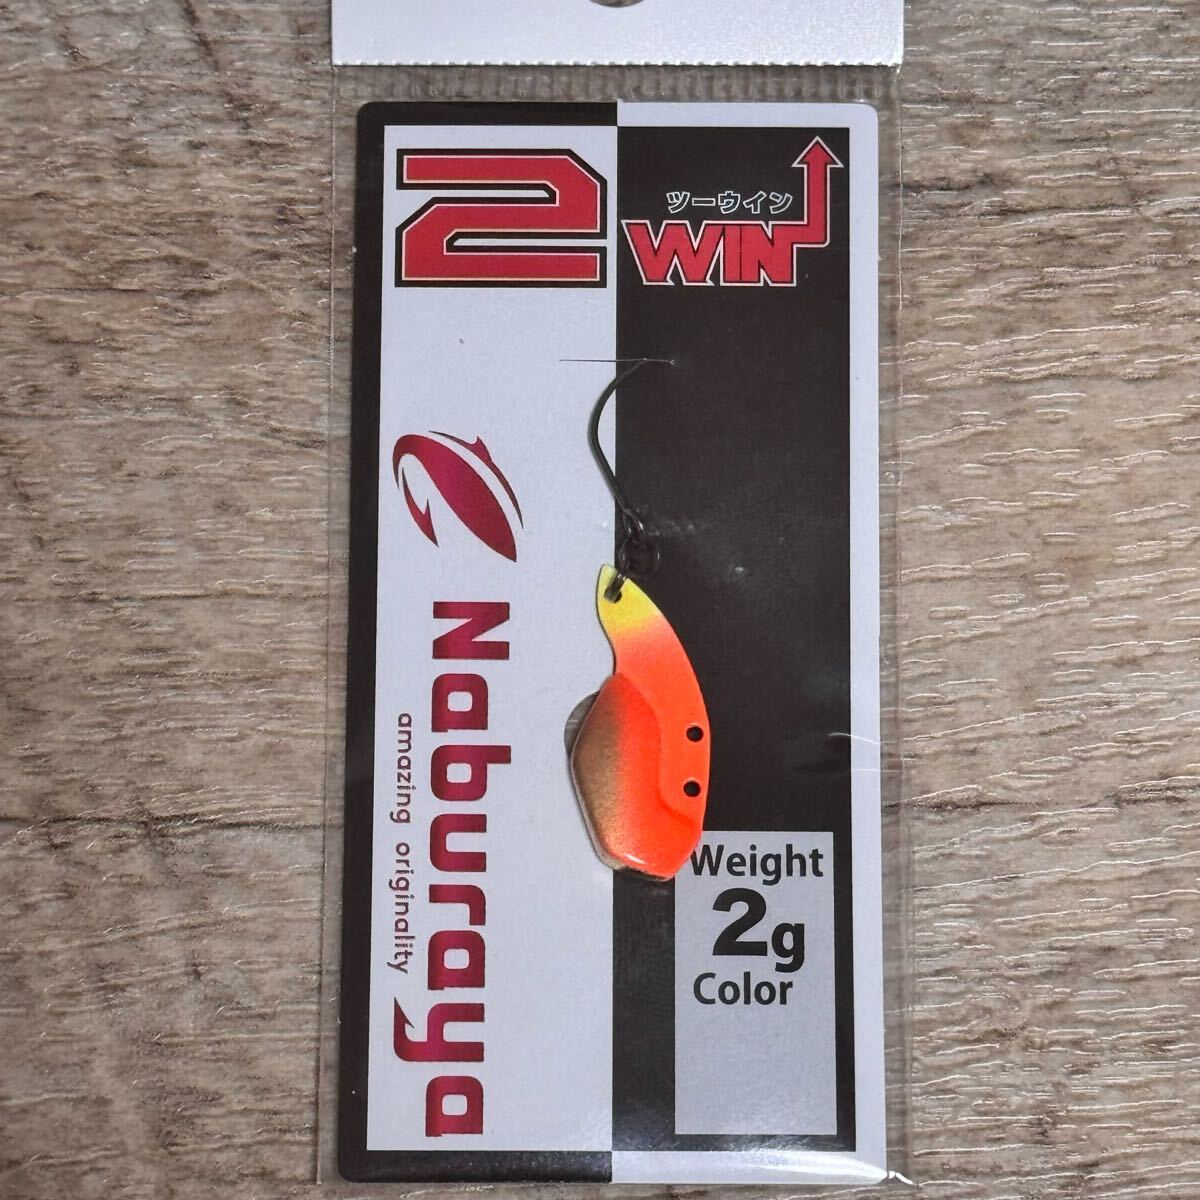 2
ツーウイン
WIN
Naburaya
amazing originality
Weight
2g
Color